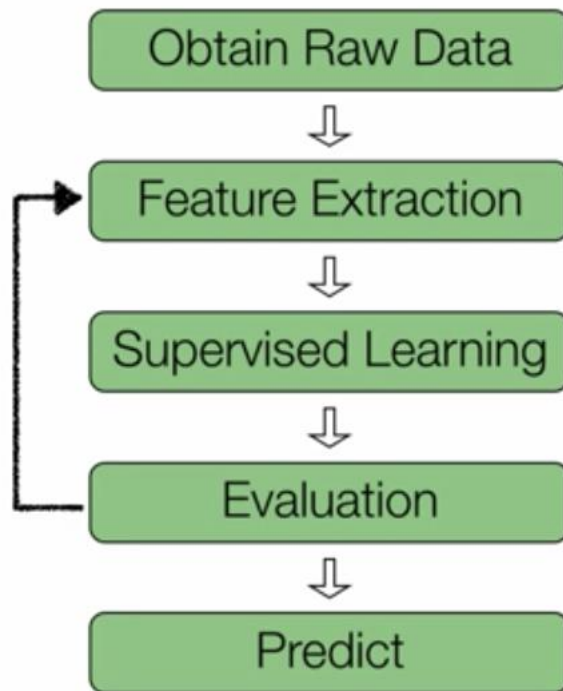 Obtain Raw Data
Feature Extraction
Supervised Learning
Evaluation
Predict